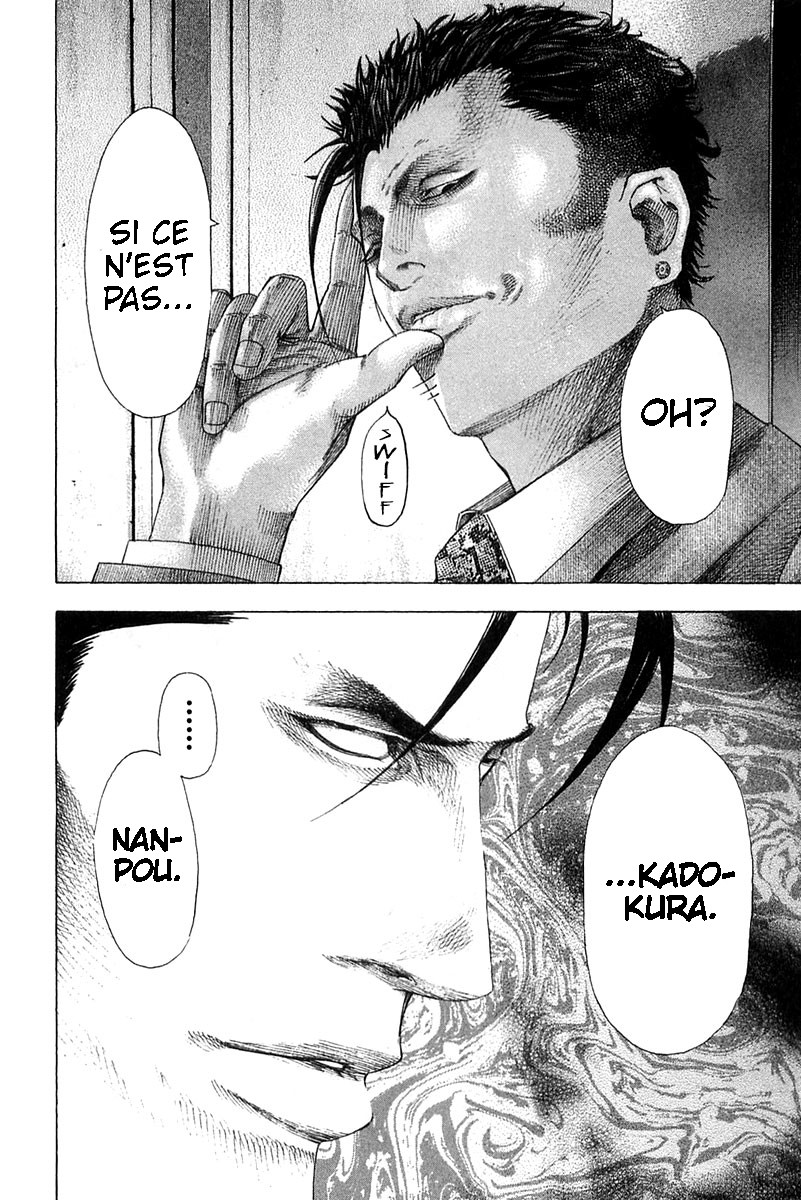 OH?
SI CE
N'EST
PAS...
SWIFF
...KADO-
KURA.
......
NAN-
POU.